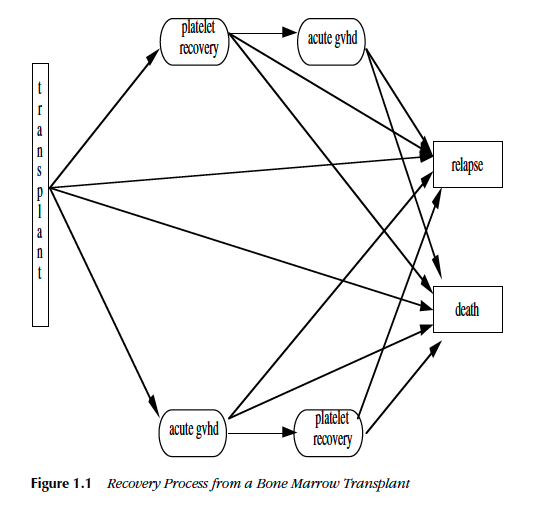 platelet
recovery
acute gvhd
transplant
relapse
death
acute gvhd
platelet
recovery
Figure 1.1 Recovery Process from a Bone Marrow Transplant